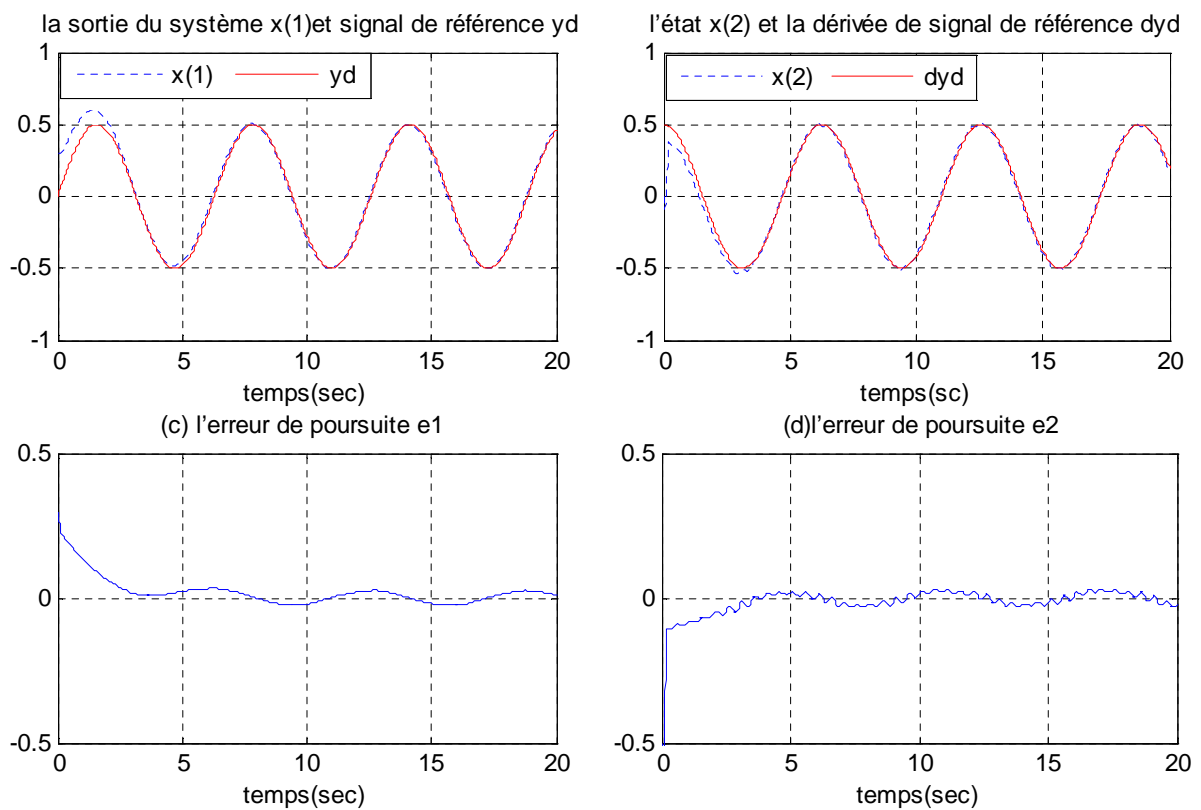 la sortie du système x(1)et signal de référence yd
1
x(1) yd
0.5
0
-0.5
-1
0 5 10 15 20
temps(sec)
l'état x(2) et la dérivée de signal de référence dyd
1
x(2) dyd
0.5
0
-0.5
-1
0 5 10 15 20
temps(sc)
(c) l'erreur de poursuite e1
0.5
0
-0.5
0 5 10 15 20
temps(sec)
(d)l'erreur de poursuite e2
0.5
0
-0.5
0 5 10 15 20
temps(sec)